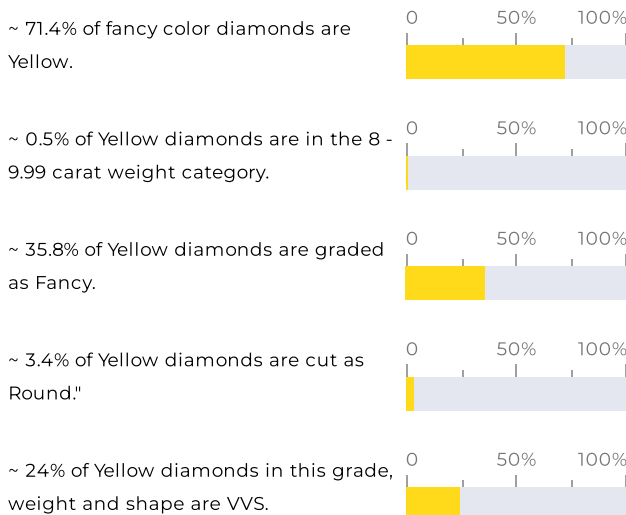 ~ 71.4% of fancy color diamonds are
Yellow.
0 50% 100%
~ 0.5% of Yellow diamonds are in the 8 -
9.99 carat weight category.
0 50% 100%
~ 35.8% of Yellow diamonds are graded
as Fancy.
0 50% 100%
~ 3.4% of Yellow diamonds are cut as
Round."
0 50% 100%
~ 24% of Yellow diamonds in this grade,
weight and shape are VVS.
0 50% 100%